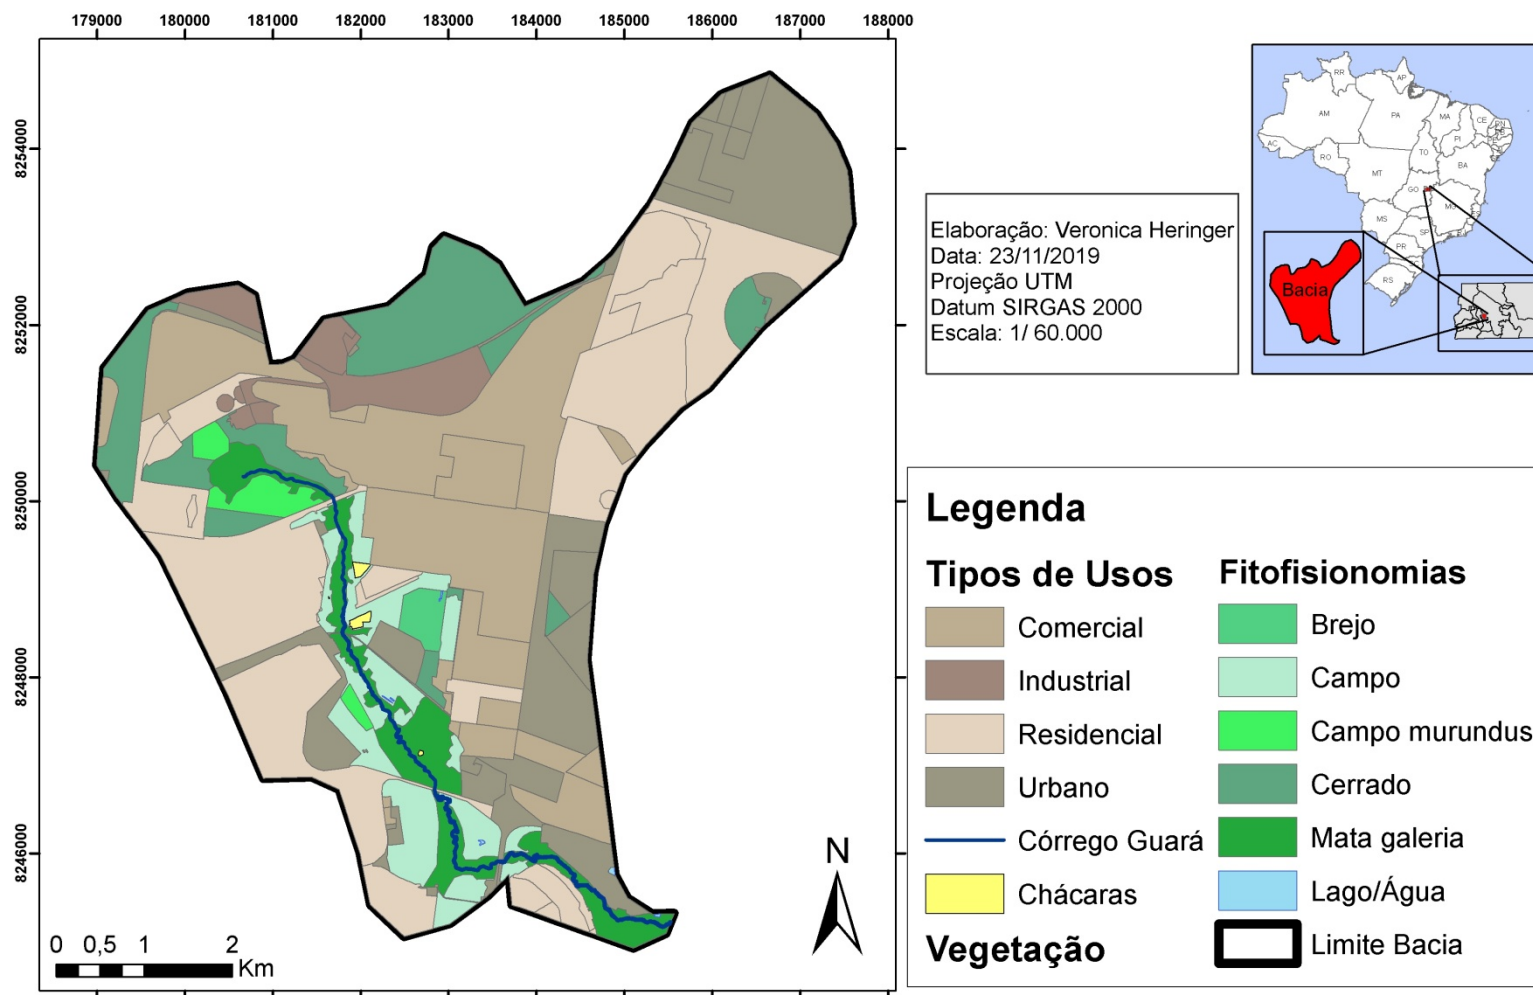 179000 180000 181000 182000 183000 184000 185000 186000 187000 188000
8254000
8252000
8250000
8248000
8246000
N
0 0,5 1 2
Km
Elaboração: Veronica Heringer
Data: 23/11/2019
Projeção UTM
Datum SIRGAS 2000
Escala: 1/ 60.000
RR
AP
AM
PA
MA
CE
RN
PI
AC
RO
TO
BA
MT
GO
MG
ES
MS
SP
PR
RS
Bacia
Legenda
Tipos de Usos
Comercial
Industrial
Residencial
Urbano
Córrego Guará
Chácaras
Vegetação
Fitofisionomias
Brejo
Campo
Campo murundus
Cerrado
Mata galeria
Lago/Água
Limite Bacia